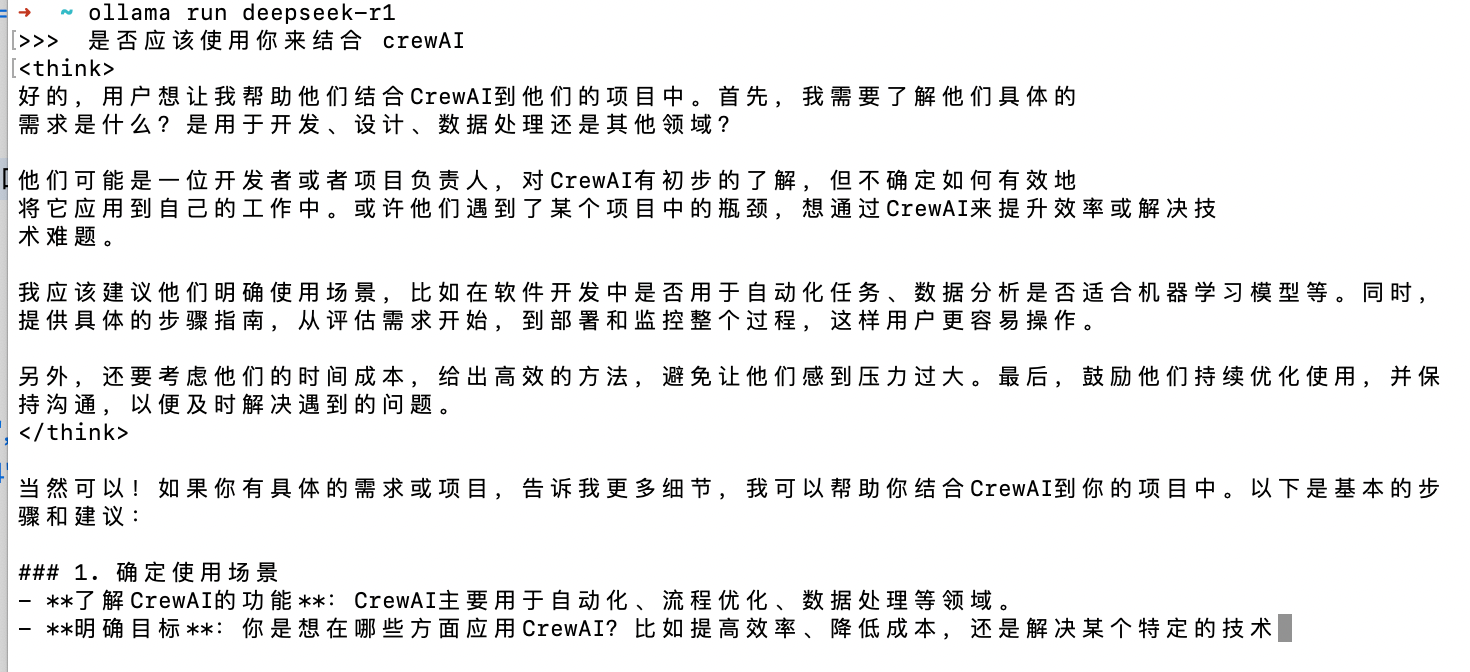 → ~ ollama run deepseek-r1
[>>> 是否应该使用你来结合 crewAI
[<think>
好的，用户想让我帮助他们结合CrewAI到他们的项目中。首先，我需要了解他们具体的
需求是什么？是用于开发、设计、数据处理还是其他领域？
他们可能是一位开发者或者项目负责人，对CrewAI有初步的了解，但不确定如何有效地
将它应用到自己的工作中。或许他们遇到了某个项目中的瓶颈，想通过CrewAI来提升效率或解决技
术难题。
我应该建议他们明确使用场景，比如在软件开发中是否用于自动化任务、数据分析是否适合机器学习模型等。同时，
提供具体的步骤指南，从评估需求开始，到部署和监控整个过程，这样用户更容易操作。
另外，还要考虑他们的时间成本，给出高效的方法，避免让他们感到压力过大。最后，鼓励他们持续优化使用，并保
持沟通，以便及时解决遇到的问题。
</think>
当然可以！如果你有具体的需求或项目，告诉我更多细节，我可以帮助你结合CrewAI到你的项目中。以下是基本的步
骤和建议：
### 1. 确定使用场景
- **了解CrewAI的功能**: CrewAI主要用于自动化、流程优化、数据处理等领域。
- **明确目标**: 你是想在哪些方面应用CrewAI？比如提高效率、降低成本，还是解决某个特定的技术